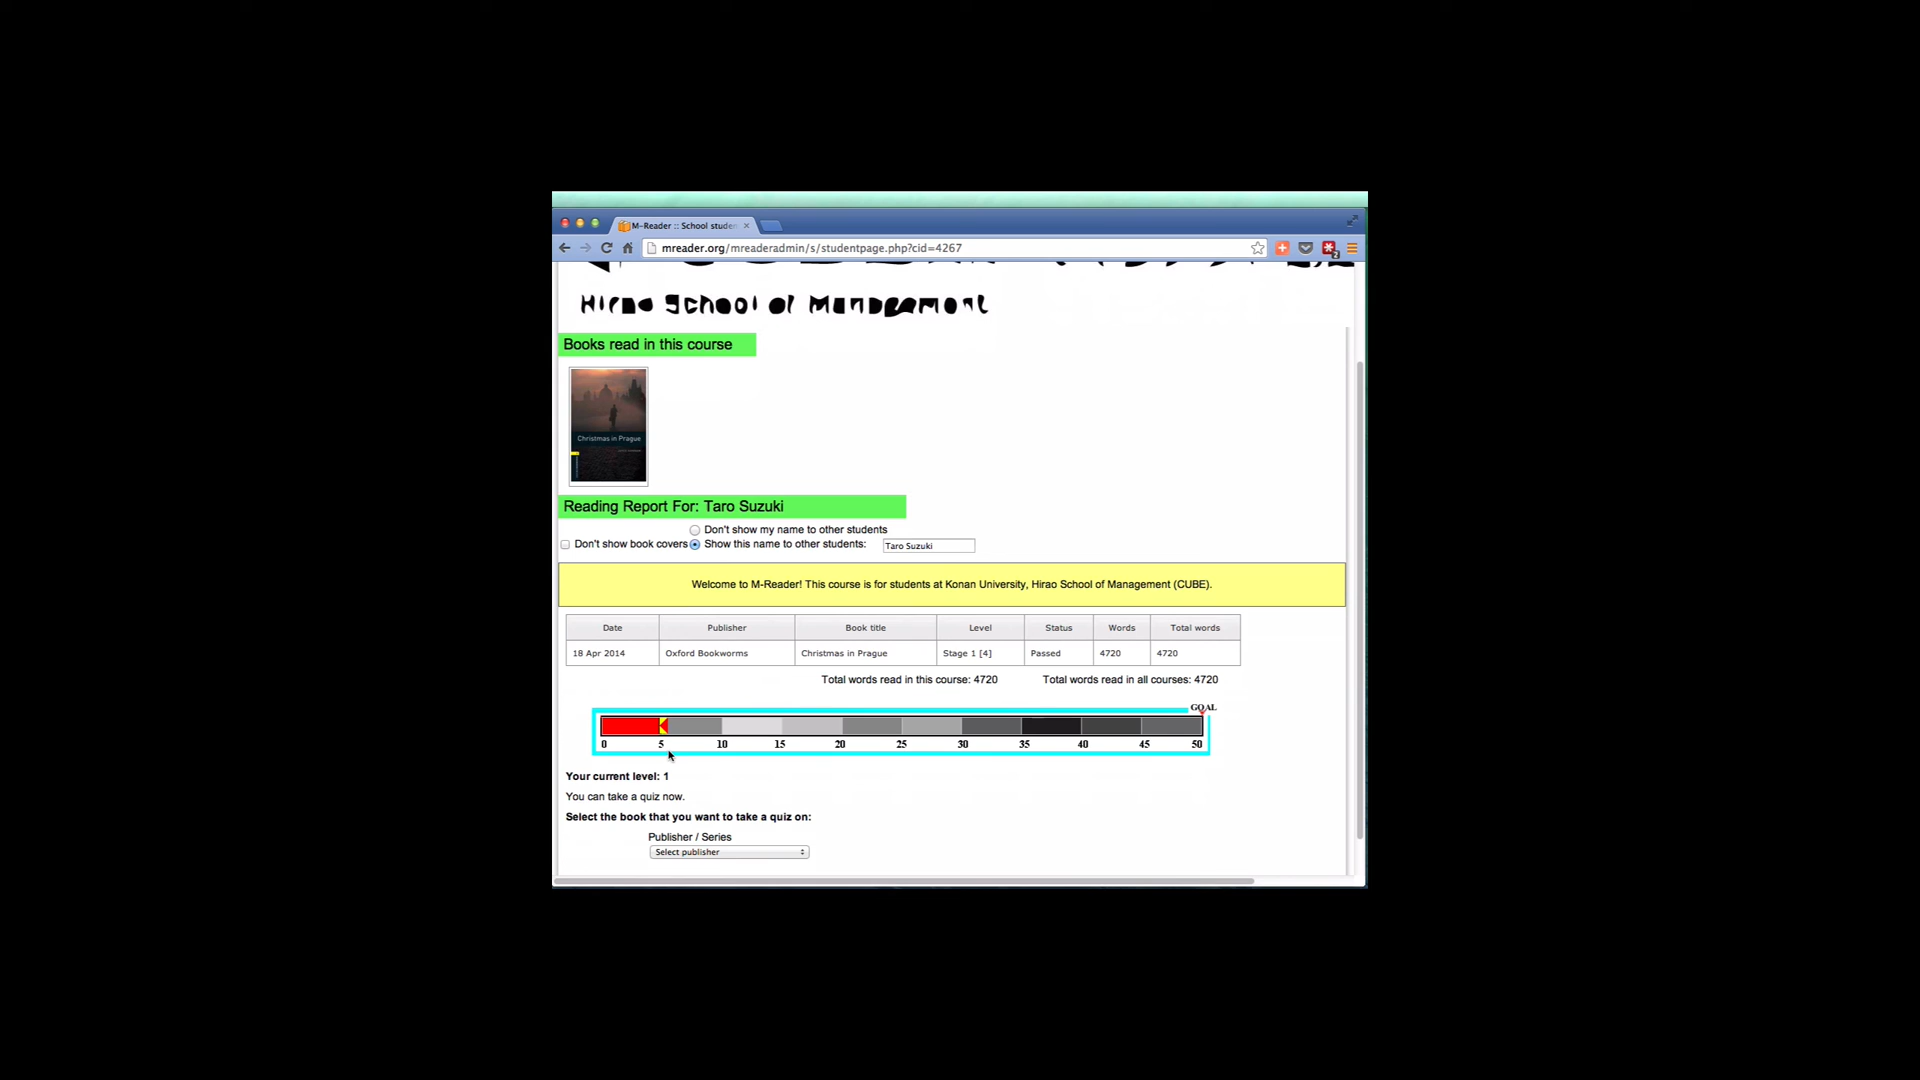 M-Reader :: School studen
mreader.org/mreaderadmin/s/studentpage.php?cid=4267
Hirao School of Management
Books read in this course
Christmas in Prague
Reading Report For: Taro Suzuki
Don't show my name to other students
Don't show book covers Show this name to other students: Taro Suzuki
Welcome to M-Reader! This course is for students at Konan University, Hirao School of Management (CUBE).
Date Publisher Book title Level Status Words Total words
18 Apr 2014 Oxford Bookworms Christmas in Prague Stage 1 [4] Passed 4720 4720
Total words read in this course: 4720 Total words read in all courses: 4720
GOAL
0 5 10 15 20 25 30 35 40 45 50
Your current level: 1
You can take a quiz now.
Select the book that you want to take a quiz on:
Publisher / Series
Select publisher